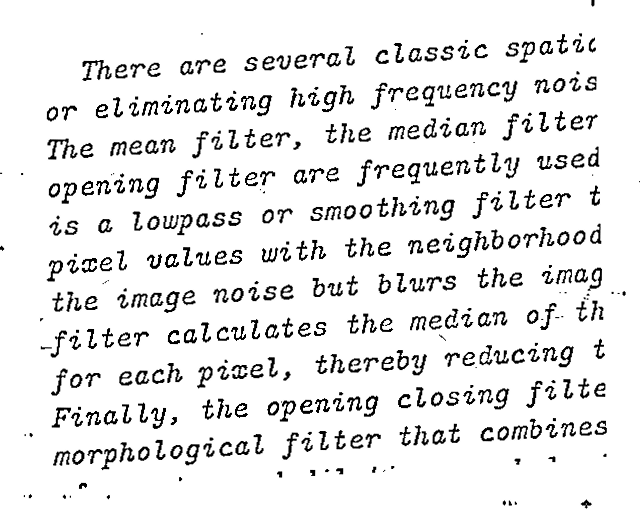 There are several classic spatic
or eliminating high frequency nois
The mean filter, the median filter
opening filter are frequently used
is a lowpass or smoothing filter t
pixel values with the neighborhood
the image noise but blurs the imag
filter calculates the median of th
for each pixel, thereby reducing t
Finally, the opening closing filte
morphological filter that combines